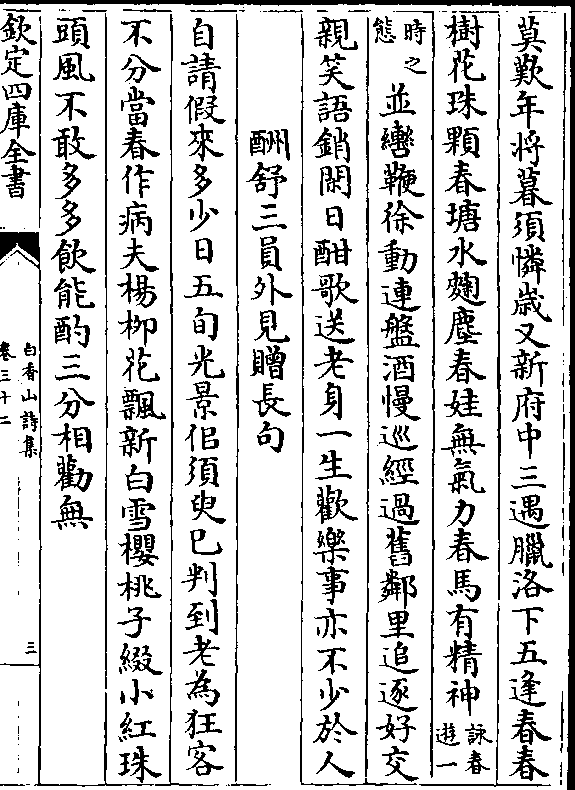 莫歎年將暮須憐歳又新府中三遇臘洛下五逢春春
樹花珠顆春塘水麴塵春娃無氣力春馬有精神詠春遊一
時之態並轡鞭徐動連盤酒慢巡經過舊鄰里追逐好交
親笑語銷閑日酣歌送老身一生歡樂事亦不少於人
酬舒三員外見贈長句
自請假來多少日五旬光景似須臾已判到老為狂客
不分當春作病夫楊柳花飄新白雪櫻桃子綴小紅珠
頭風不敢多多飲能酌三分相勸無
欽定四庫全書
白香山詩集
卷三十二
三